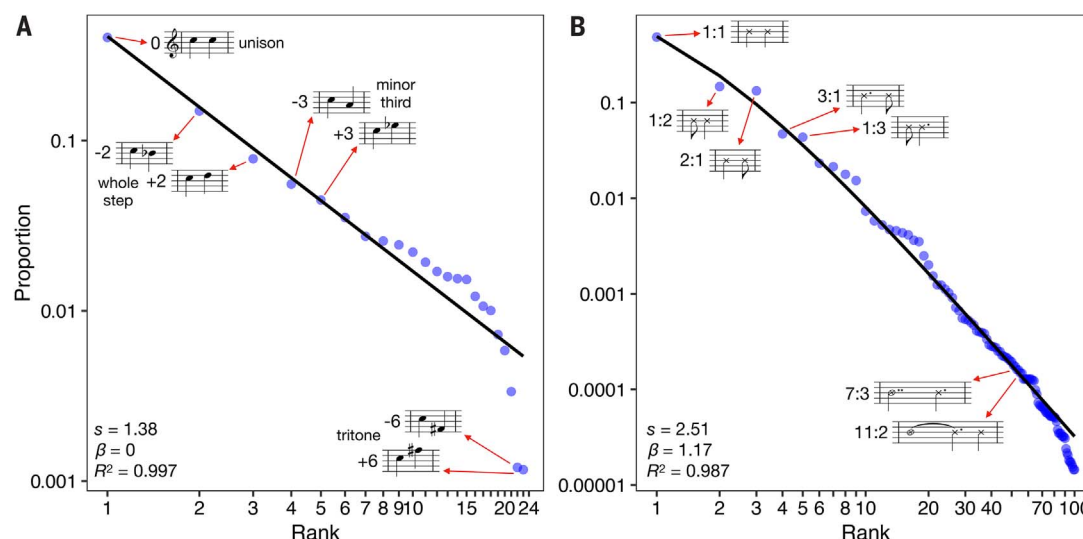 A
B
0 unison
-2
whole step +2
-3 minor third
+3
tritone
-6
+6
s = 1.38
β = 0
R² = 0.997
Proportion
0.1
0.01
0.001
1 2 3 4 5 6 7 8 9 10 15 20 24
Rank
1:1
1:2
2:1
3:1
1:3
7:3
11:2
s = 2.51
β = 1.17
R² = 0.987
0.1
0.01
0.001
0.0001
0.00001
1 2 3 4 5 6 8 10 20 30 40 70 100
Rank